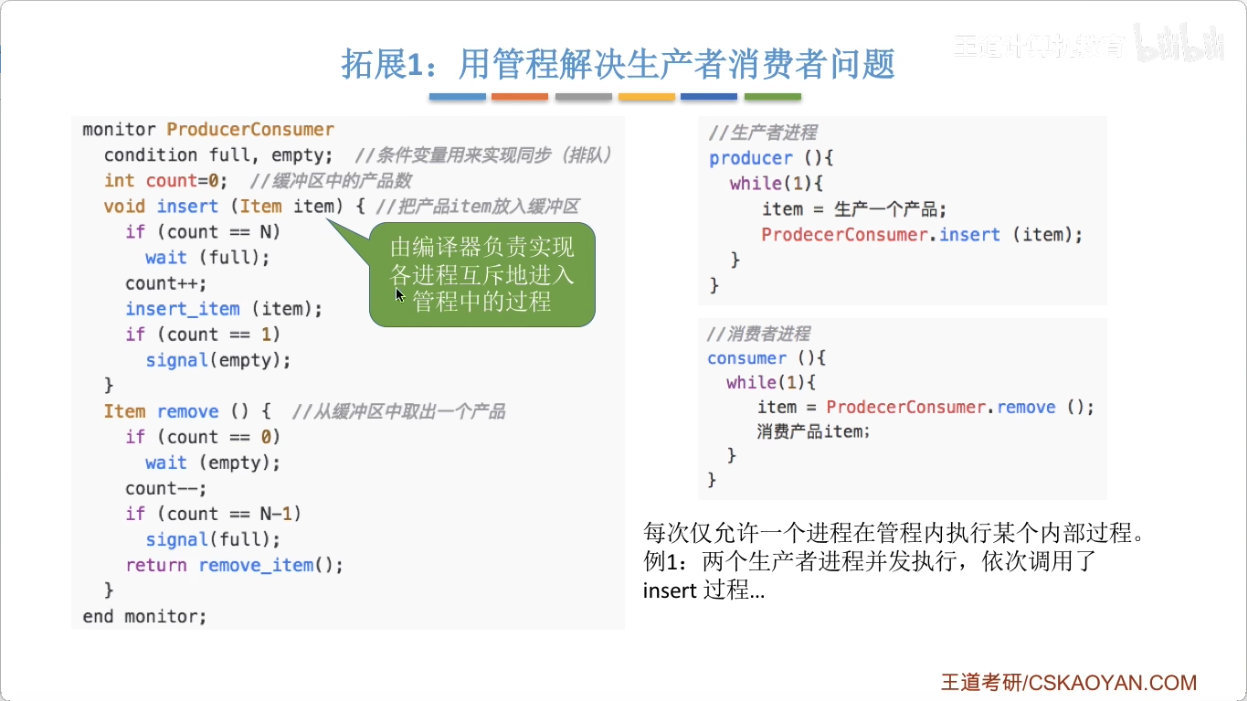 王道计算机教育 bilibili
拓展1：用管程解决生产者消费者问题
monitor ProducerConsumer
condition full, empty; //条件变量用来实现同步（排队）
int count=0; //缓冲区中的产品数
void insert (Item item) { //把产品item放入缓冲区
if (count == N)
wait (full);
count++;
insert_item (item);
if (count == 1)
signal(empty);
}
Item remove () { //从缓冲区中取出一个产品
if (count == 0)
wait (empty);
count--;
if (count == N-1)
signal(full);
return remove_item();
}
end monitor;
由编译器负责实现
各进程互斥地进入
管程中的过程
//生产者进程
producer (){
while(1){
item = 生产一个产品;
ProdecerConsumer.insert (item);
}
}
//消费者进程
consumer (){
while(1){
item = ProdecerConsumer.remove ();
消费产品item;
}
}
每次仅允许一个进程在管程内执行某个内部过程。
例1：两个生产者进程并发执行，依次调用了
insert 过程...
王道考研/CSKAOYAN.COM